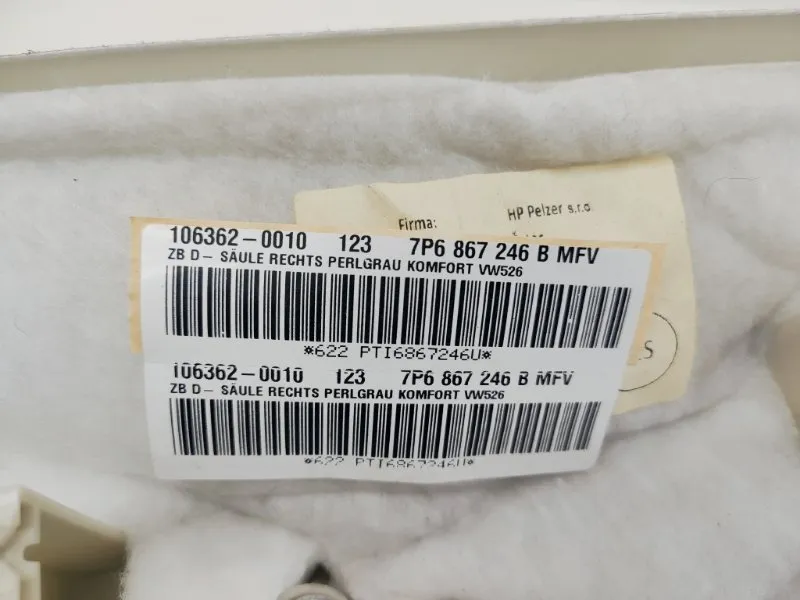 Firma:
HP Pelzer s.r.o.
106362-0010 123 7P6 867 246 B MFV
ZB D- SÄULE RECHTS PERLGRAU KOMFORT VW526
*622 PTI6867246U*
106362-0010 123 7P6 867 246 B MFV
ZB D- SÄULE RECHTS PERLGRAU KOMFORT VW526
*622 PTI6867246U*